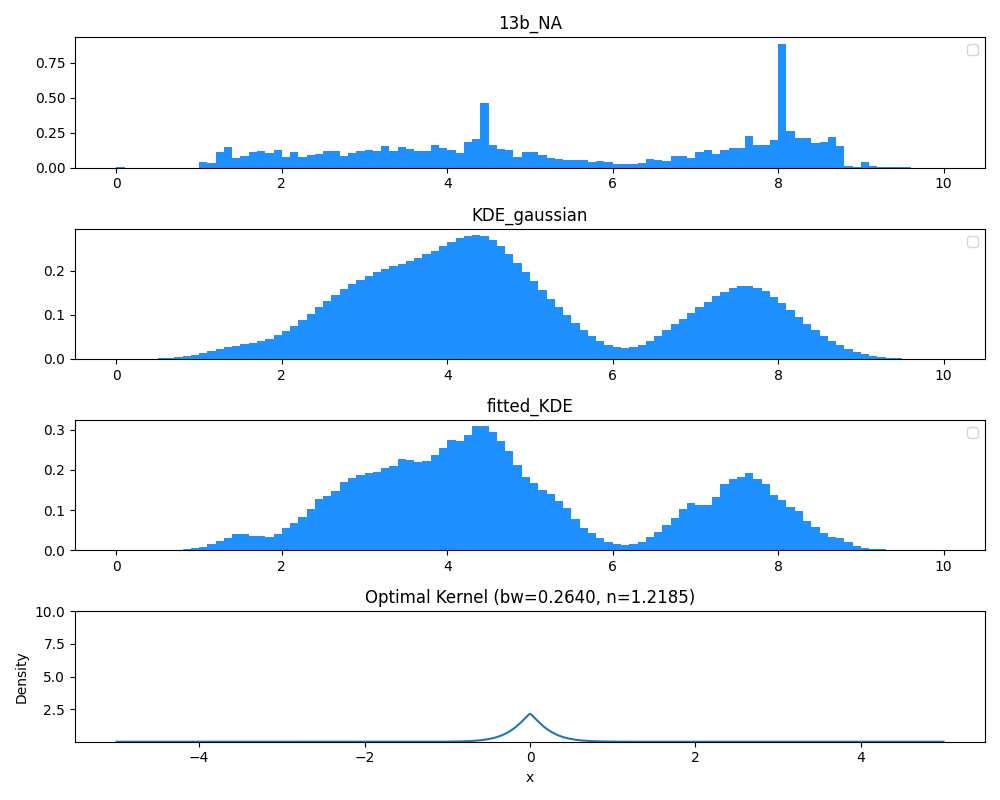 13b_NA
0.75
0.50
0.25
0.00
0 2 4 6 8 10
KDE_gaussian
0.2
0.1
0.0
0 2 4 6 8 10
fitted_KDE
0.3
0.2
0.1
0.0
0 2 4 6 8 10
Optimal Kernel (bw=0.2640, n=1.2185)
10.0
7.5
5.0
2.5
Density
−4 −2 0 2 4
x